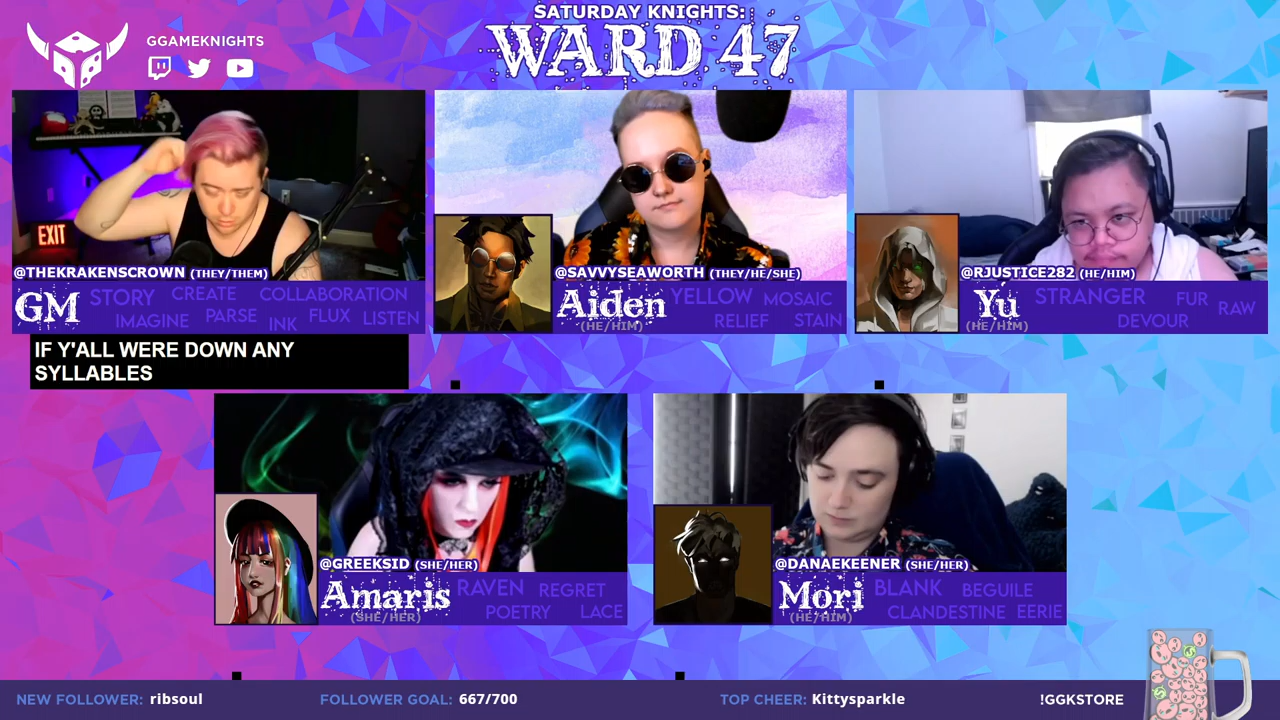 SATURDAY KNIGHTS:
WARD 47
GGAMEKNIGHTS
EXIT
@THEKRAKENSCROWN (THEY/THEM)
GM
STORY CREATE COLLABORATION
IMAGINE PARSE INK FLUX LISTEN
@SAVVYSEAWORTH (THEY/HE/SHE)
Aiden
(HE/HIM)
YELLOW MOSAIC
RELIEF STAIN
@RJUSTICE282 (HE/HIM)
Yu
(HE/HIM)
STRANGER FUR RAW
DEVOUR
IF Y'ALL WERE DOWN ANY
SYLLABLES
@GREEKSID (SHE/HER)
Amaris
(SHE/HER)
RAVEN REGRET
POETRY LACE
@DANAEKEENER (SHE/HER)
Mori
(HE/HIM)
BLANK BEGUILE
CLANDESTINE EERIE
NEW FOLLOWER: ribsoul
FOLLOWER GOAL: 667/700
TOP CHEER: Kittysparkle
!GGKSTORE